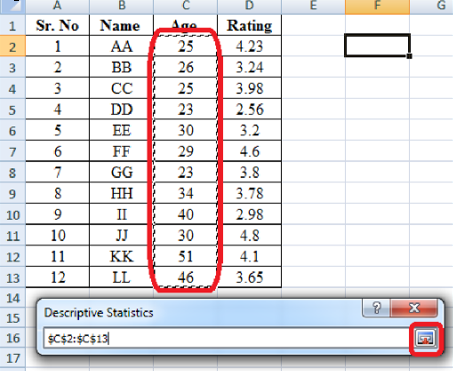 A B C D E F G
1 Sr. No Name Age Rating
2 1 AA 25 4.23
3 2 BB 26 3.24
4 3 CC 25 3.98
5 4 DD 23 2.56
6 5 EE 30 3.2
7 6 FF 29 4.6
8 7 GG 23 3.8
9 8 HH 34 3.78
10 9 II 40 2.98
11 10 JJ 30 4.8
12 11 KK 51 4.1
13 12 LL 46 3.65
14
15 Descriptive Statistics ? X
16 $C$2:$C$13
17